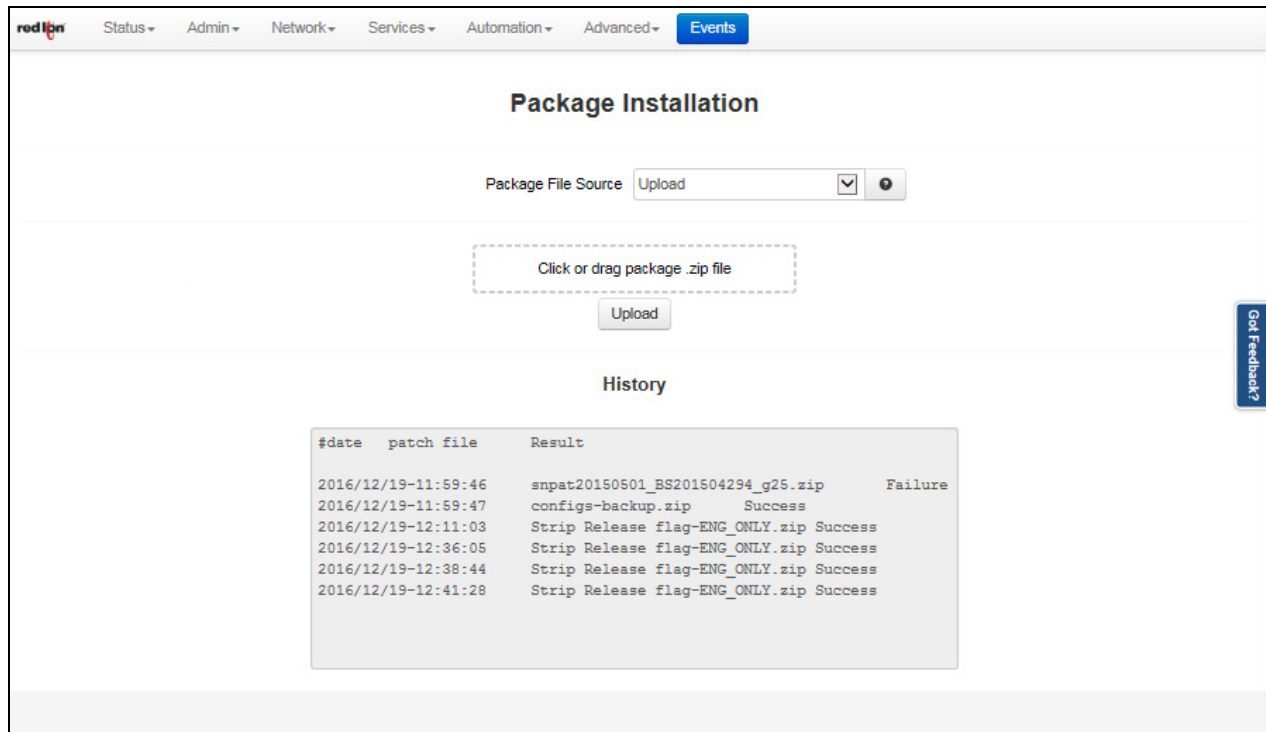 red lion Status Admin Network Services Automation Advanced Events
Package Installation
Package File Source Upload
Click or drag package .zip file
Upload
Got Feedback?
History
#date patch file Result
2016/12/19-11:59:46 snpat20150501_BS201504294_g25.zip Failure
2016/12/19-11:59:47 configs-backup.zip Success
2016/12/19-12:11:03 Strip Release flag-ENG_ONLY.zip Success
2016/12/19-12:36:05 Strip Release flag-ENG_ONLY.zip Success
2016/12/19-12:38:44 Strip Release flag-ENG_ONLY.zip Success
2016/12/19-12:41:28 Strip Release flag-ENG_ONLY.zip Success